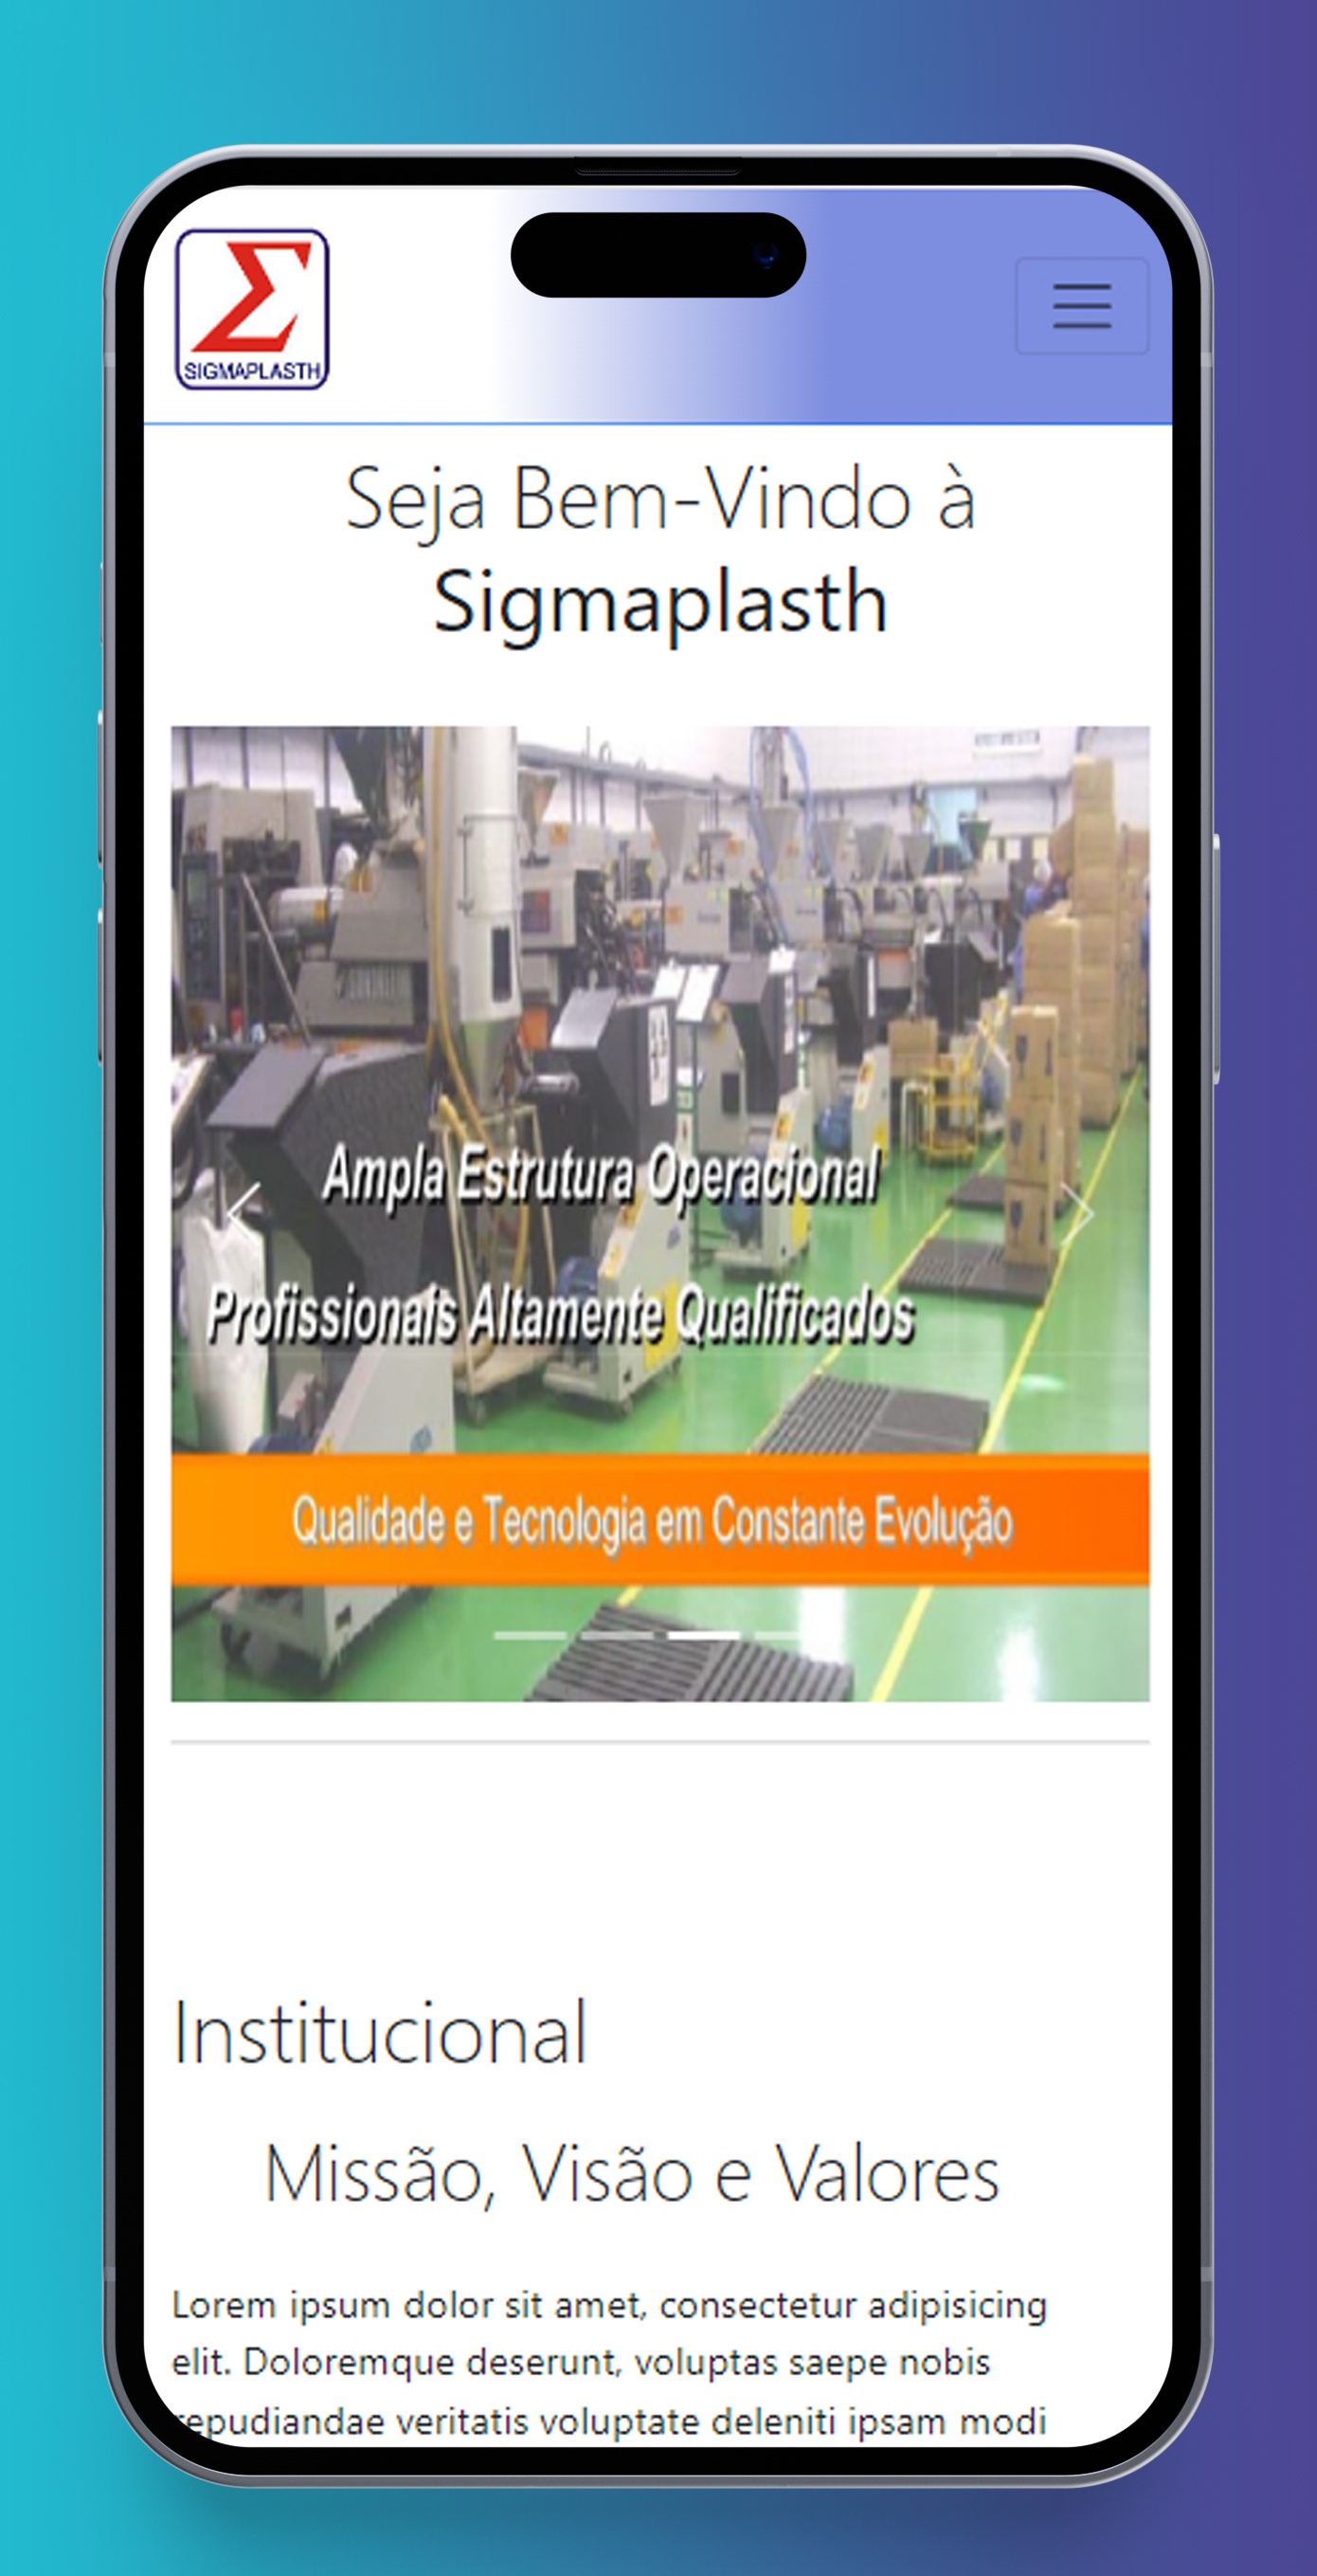 SIGMAPLASTH
Seja Bem-Vindo à
Sigmaplasth
Ampla Estrutura Operacional
Profissionais Altamente Qualificados
Qualidade e Tecnologia em Constante Evolução
Institucional
Missão, Visão e Valores
Lorem ipsum dolor sit amet, consectetur adipisicing
elit. Doloremque deserunt, voluptas saepe nobis
repudiandae veritatis voluptate deleniti ipsam modi